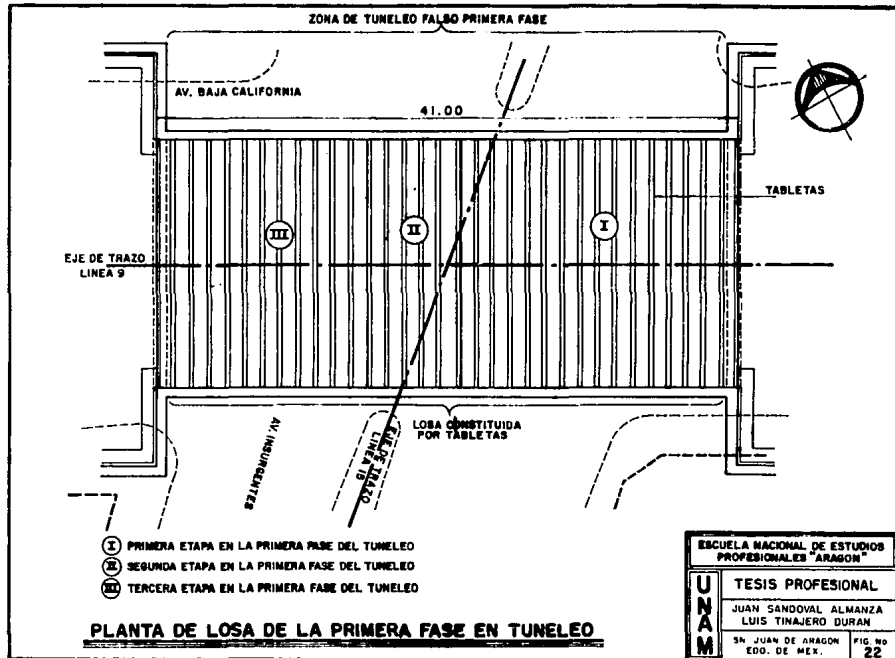 ZONA DE TUNELEO FALSO PRIMERA FASE
AV. BAJA CALIFORNIA
41.00
TABLETAS
III
II
I
EJE DE TRAZO
LINEA 9
LOSA CONSTITUIDA
POR TABLETAS
AV. INSURGENTES
EJE DE TRAZO
LINEA 15
I PRIMERA ETAPA EN LA PRIMERA FASE DEL TUNELEO
II SEGUNDA ETAPA EN LA PRIMERA FASE DEL TUNELEO
III TERCERA ETAPA EN LA PRIMERA FASE DEL TUNELEO
PLANTA DE LOSA DE LA PRIMERA FASE EN TUNELEO
ESCUELA NACIONAL DE ESTUDIOS
PROFESIONALES "ARAGON"
UNAM
TESIS PROFESIONAL
JUAN SANDOVAL ALMANZA
LUIS TINAJERO DURAN
SN JUAN DE ARAGON
EDO. DE MEX.
FIG. No
22